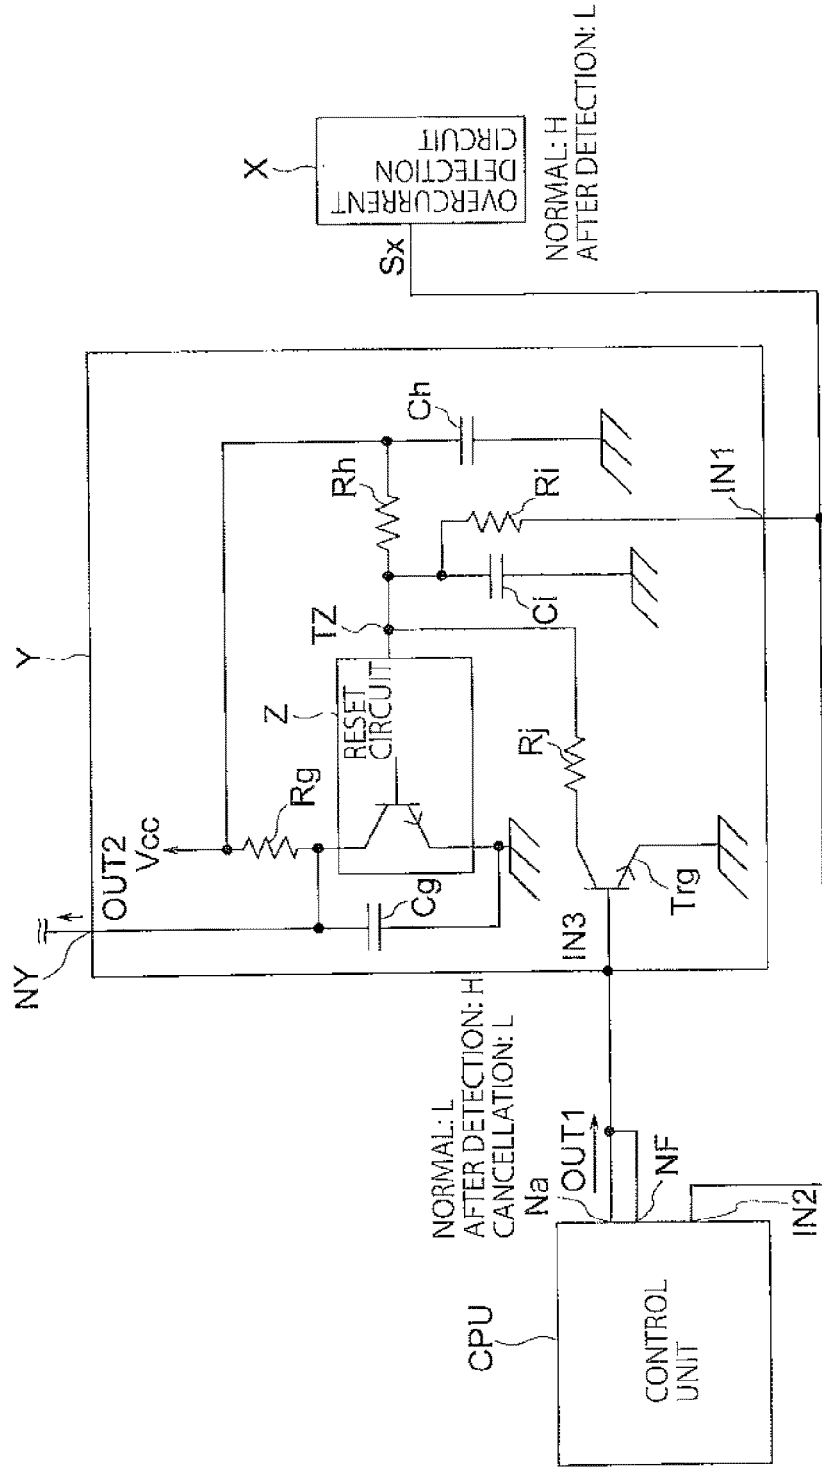 NY
OUT2
Vcc
Y
Rg
Z
RESET
CIRCUIT
TZ
Rh
Ch
Cg
Ci
Ri
Rj
IN3
Trg
IN1
X
OVERCURRENT
DETECTION
CIRCUIT
Sx
NORMAL: H
AFTER DETECTION: L
NORMAL: L
AFTER DETECTION: H
CANCELLATION: L
CPU
CONTROL
UNIT
Na
OUT1
NF
IN2